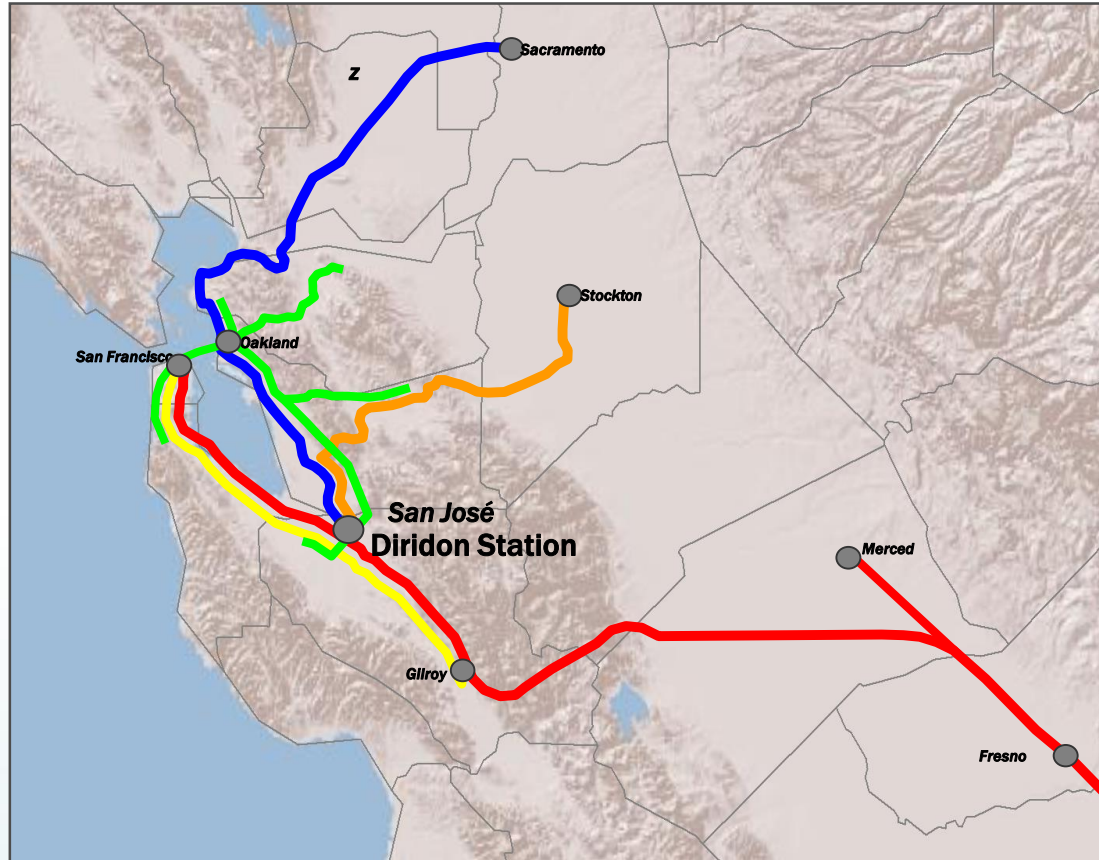 Sacramento
z
Stockton
Oakland
San Francisco
San José
Diridon Station
Merced
Gilroy
Fresno